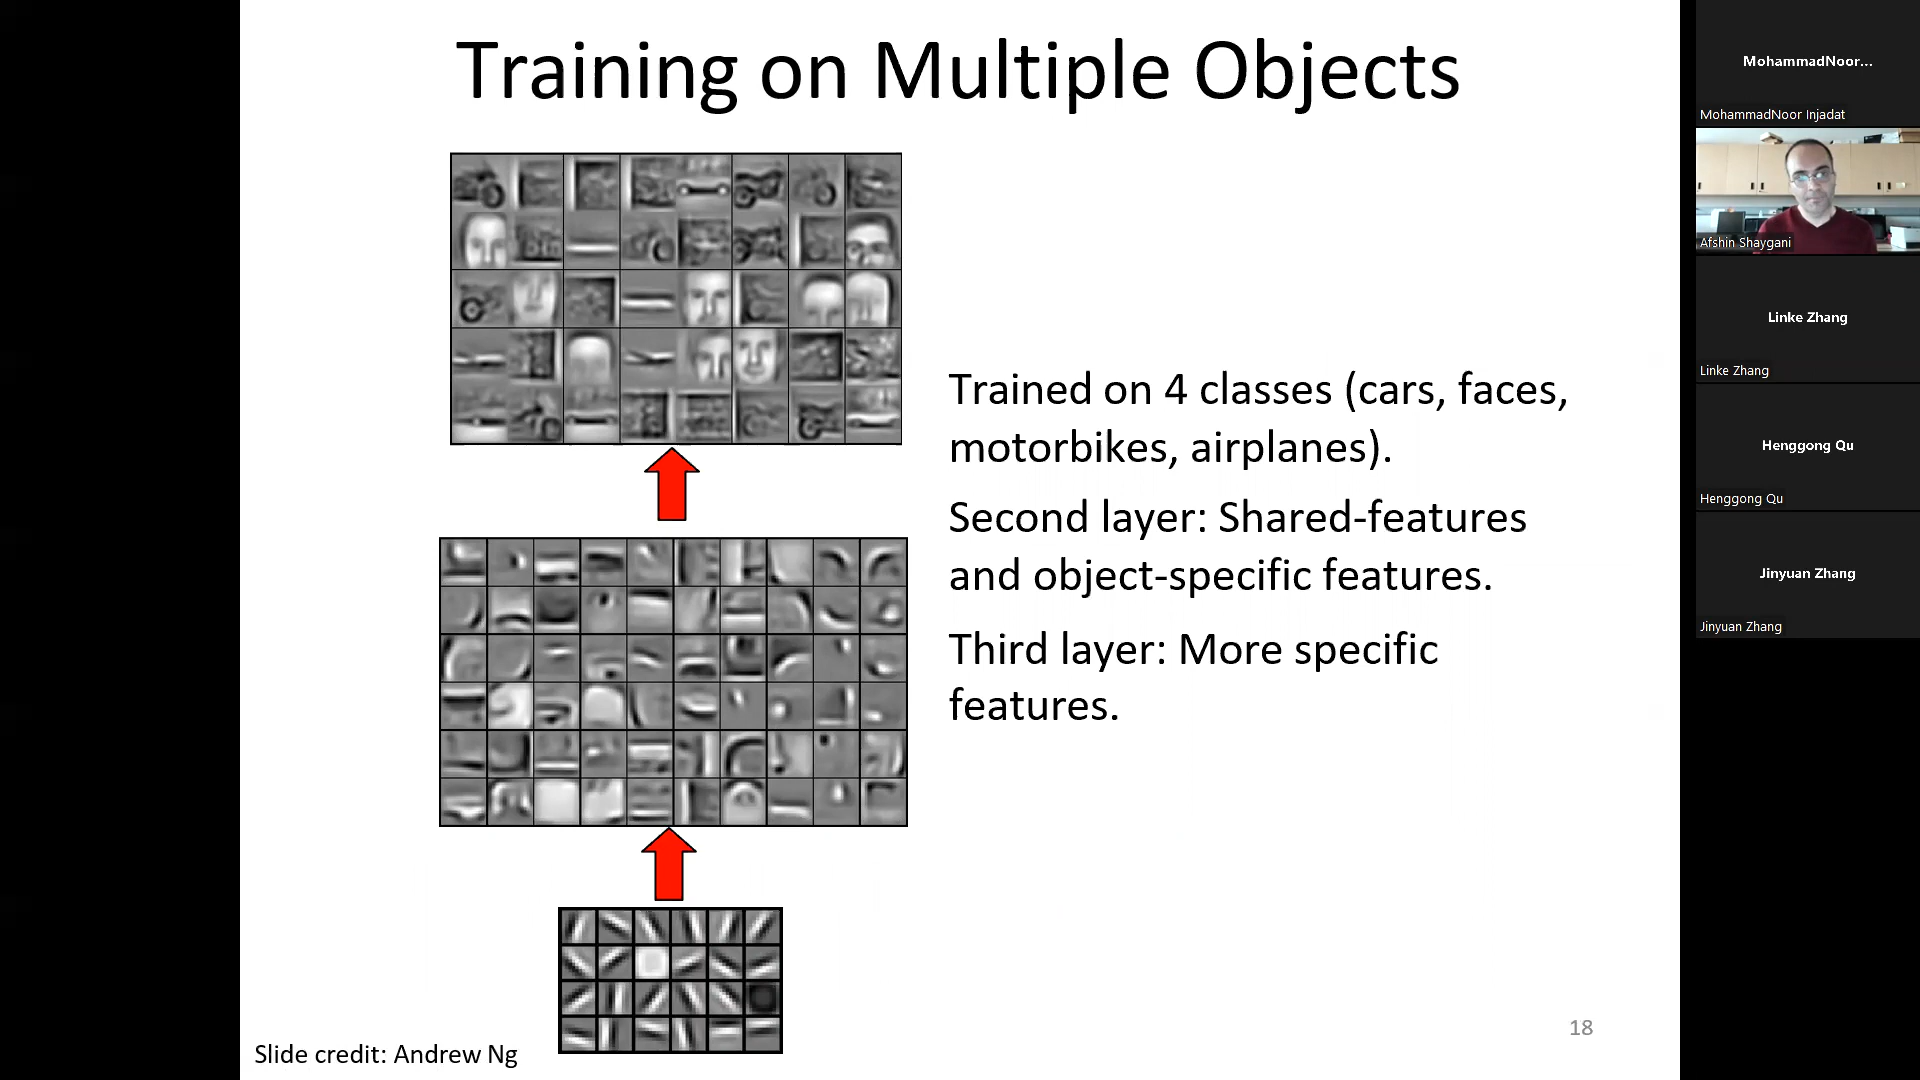 Training on Multiple Objects
Trained on 4 classes (cars, faces,
motorbikes, airplanes).
Second layer: Shared-features
and object-specific features.
Third layer: More specific
features.
Slide credit: Andrew Ng
18
MohammadNoor...
MohammadNoor Injadat
Afshin Shaygani
Linke Zhang
Linke Zhang
Henggong Qu
Henggong Qu
Jinyuan Zhang
Jinyuan Zhang